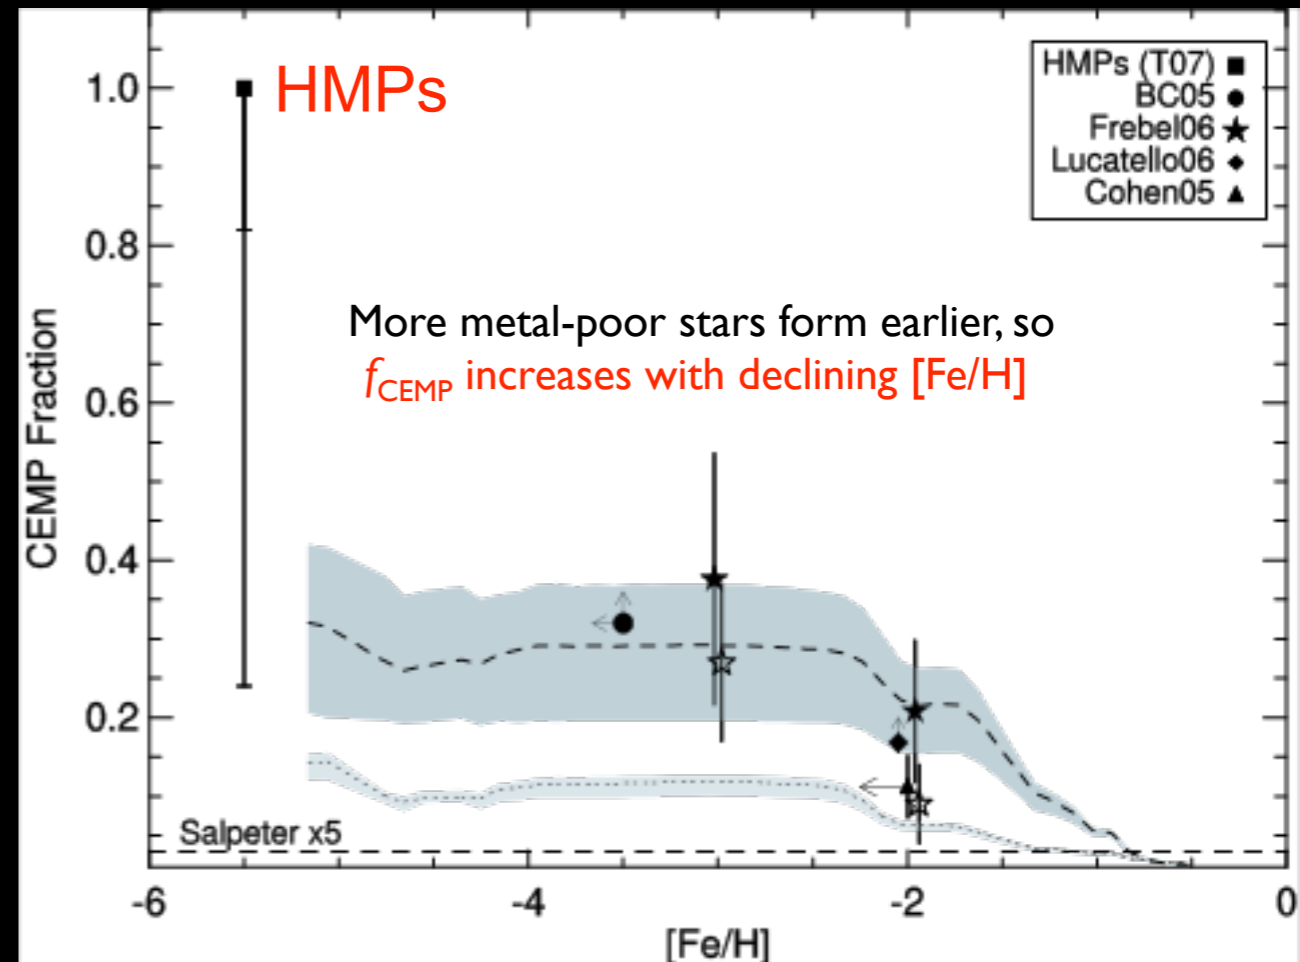 HMPs
HMPs (T07)
BC05
Frebel06
Lucatello06
Cohen05
More metal-poor stars form earlier, so
fCEMP increases with declining [Fe/H]
CEMP Fraction
1.0
0.8
0.6
0.4
0.2
Salpeter x5
-6
-4
-2
0
[Fe/H]